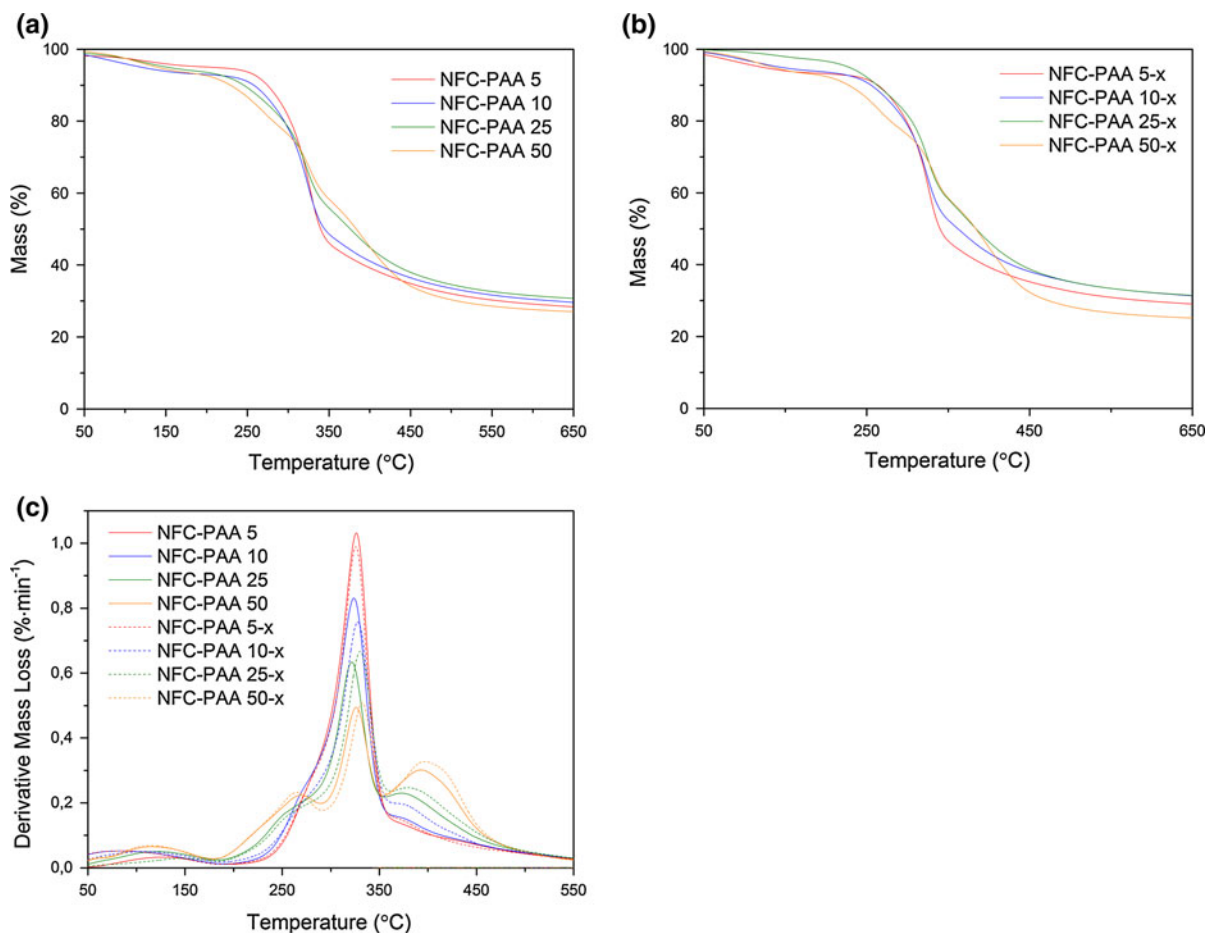 (a)
100
80
60
40
20
0
Mass (%)
50 150 250 350 450 550 650
Temperature (°C)
NFC-PAA 5
NFC-PAA 10
NFC-PAA 25
NFC-PAA 50
(b)
100
80
60
40
20
0
Mass (%)
50 250 450 650
Temperature (°C)
NFC-PAA 5-x
NFC-PAA 10-x
NFC-PAA 25-x
NFC-PAA 50-x
(c)
1,0
0,8
0,6
0,4
0,2
0,0
Derivative Mass Loss (%·min⁻¹)
50 150 250 350 450 550
Temperature (°C)
NFC-PAA 5
NFC-PAA 10
NFC-PAA 25
NFC-PAA 50
NFC-PAA 5-x
NFC-PAA 10-x
NFC-PAA 25-x
NFC-PAA 50-x